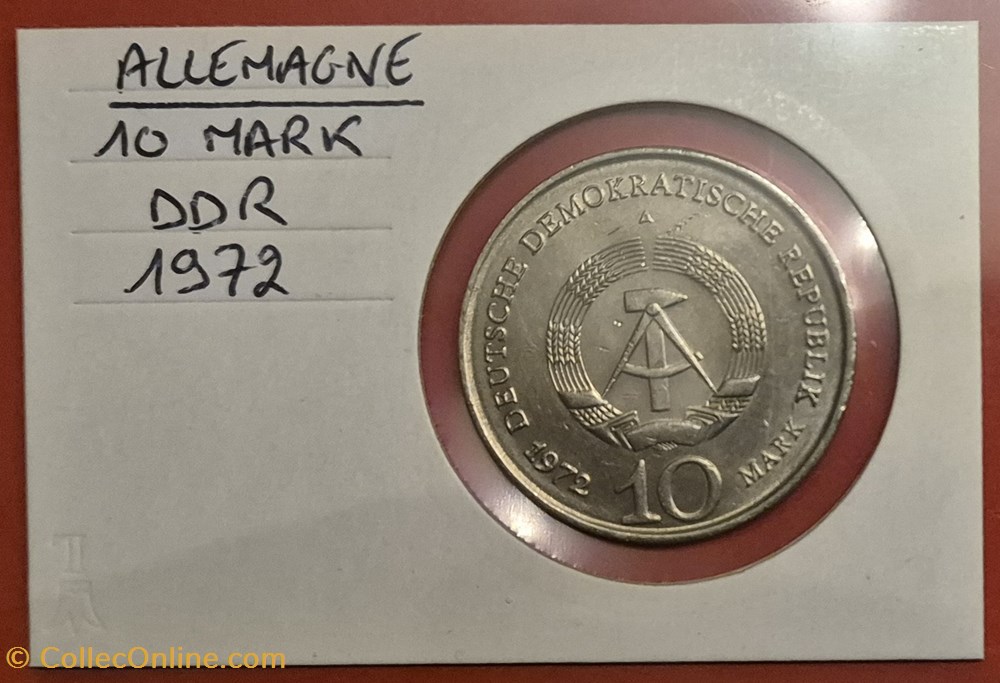 ALLEMAGNE
10 MARK
DDR
1972
A
DEUTSCHE DEMOKRATISCHE REPUBLIK
1972 10 MARK
© CollecOnline.com